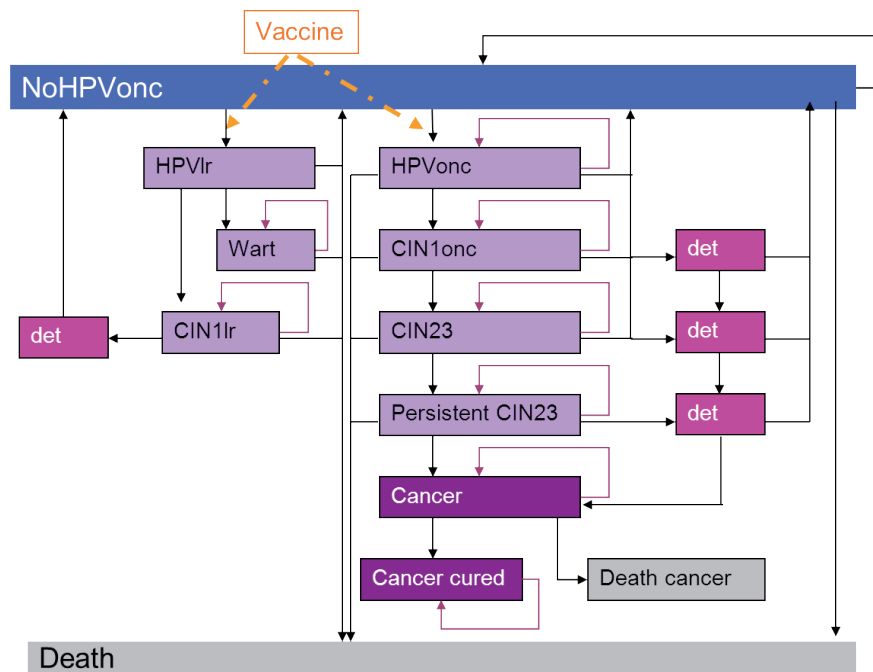 Vaccine
NoHPVonc
HPVlr
HPVonc
Wart
CIN1onc
det
det
CIN1lr
CIN23
det
Persistent CIN23
det
Cancer
Cancer cured
Death cancer
Death